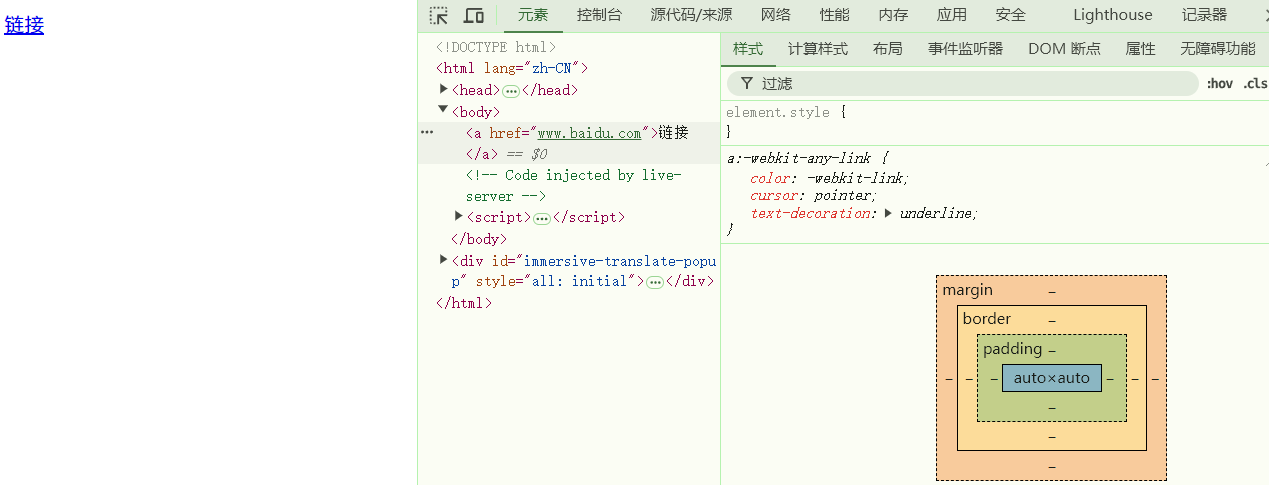 链接
元素 控制台 源代码/来源 网络 性能 内存 应用 安全 Lighthouse 记录器
<!DOCTYPE html>
<html lang="zh-CN">
<head>…</head>
<body>
<a href="www.baidu.com">链接
</a> == $0
<!-- Code injected by live-
server -->
<script>…</script>
</body>
<div id="immersive-translate-popu
p" style="all: initial">…</div>
</html>
样式 计算样式 布局 事件监听器 DOM 断点 属性 无障碍功能
过滤 :hov .cls
element.style {
}
a:-webkit-any-link {
color: -webkit-link;
cursor: pointer;
text-decoration: underline;
}
margin –
border –
padding –
– – – auto×auto – – –
–
–
–